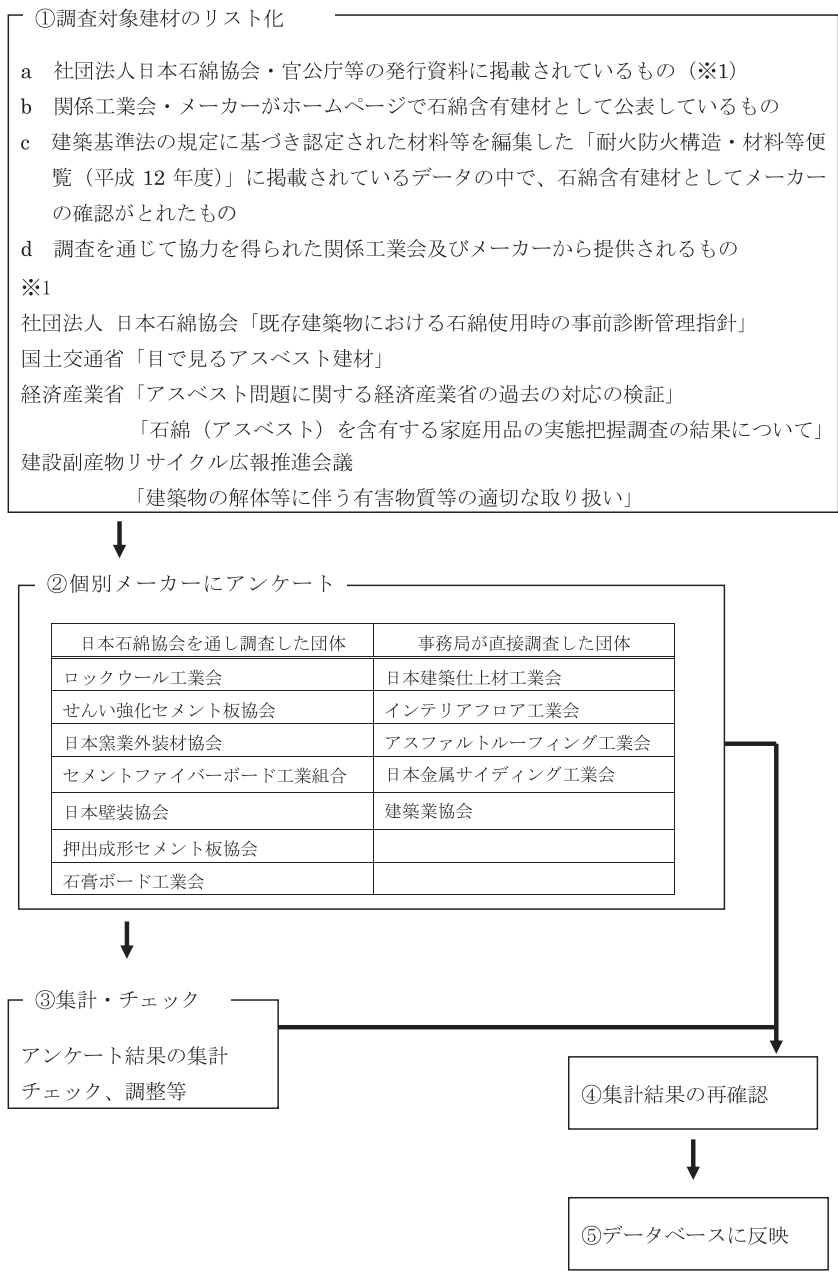 ①調査対象建材のリスト化
a 社団法人日本石綿協会・官公庁等の発行資料に掲載されているもの（※1）
b 関係工業会・メーカーがホームページで石綿含有建材として公表しているもの
c 建築基準法の規定に基づき認定された材料等を編集した「耐火防火構造・材料等便
覧（平成 12 年度）」に掲載されているデータの中で、石綿含有建材としてメーカー
の確認がとれたもの
d 調査を通じて協力を得られた関係工業会及びメーカーから提供されるもの
※1
社団法人 日本石綿協会「既存建築物における石綿使用時の事前診断管理指針」
国土交通省「目で見るアスベスト建材」
経済産業省「アスベスト問題に関する経済産業省の過去の対応の検証」
「石綿（アスベスト）を含有する家庭用品の実態把握調査の結果について」
建設副産物リサイクル広報推進会議
「建築物の解体等に伴う有害物質等の適切な取り扱い」
②個別メーカーにアンケート
日本石綿協会を通し調査した団体 事務局が直接調査した団体
ロックウール工業会 日本建築仕上材工業会
せんい強化セメント板協会 インテリアフロア工業会
日本窯業外装材協会 アスファルトルーフィング工業会
セメントファイバーボード工業組合 日本金属サイディング工業会
日本壁装協会 建築業協会
押出成形セメント板協会
石膏ボード工業会
③集計・チェック
アンケート結果の集計
チェック、調整等
④集計結果の再確認
⑤データベースに反映